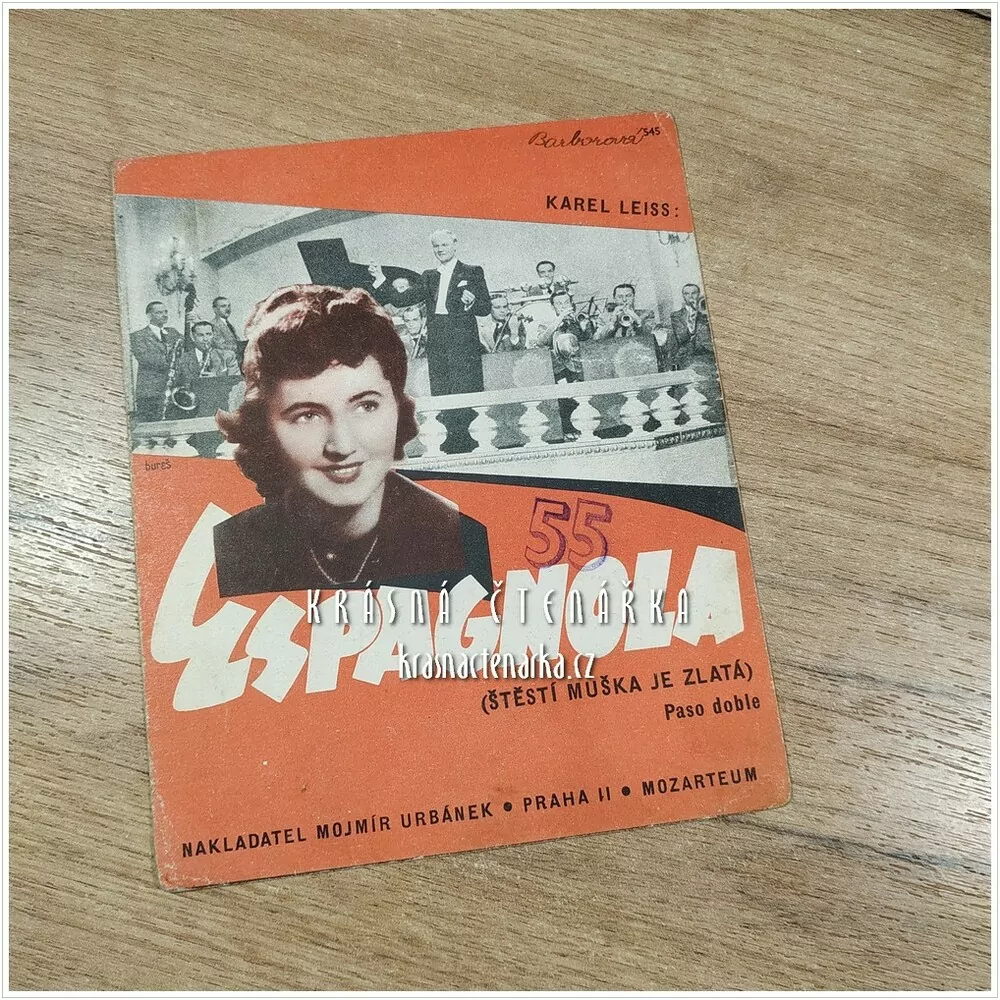 Barborová 545
KAREL LEISS:
bureš
55
ESPAGNOLA
KRÁSNÁ ČTENÁŘKA
krasnactenarka.cz
(ŠTĚSTÍ MUŠKA JE ZLATÁ)
Paso doble
NAKLADATEL MOJMÍR URBÁNEK • PRAHA II • MOZARTEUM